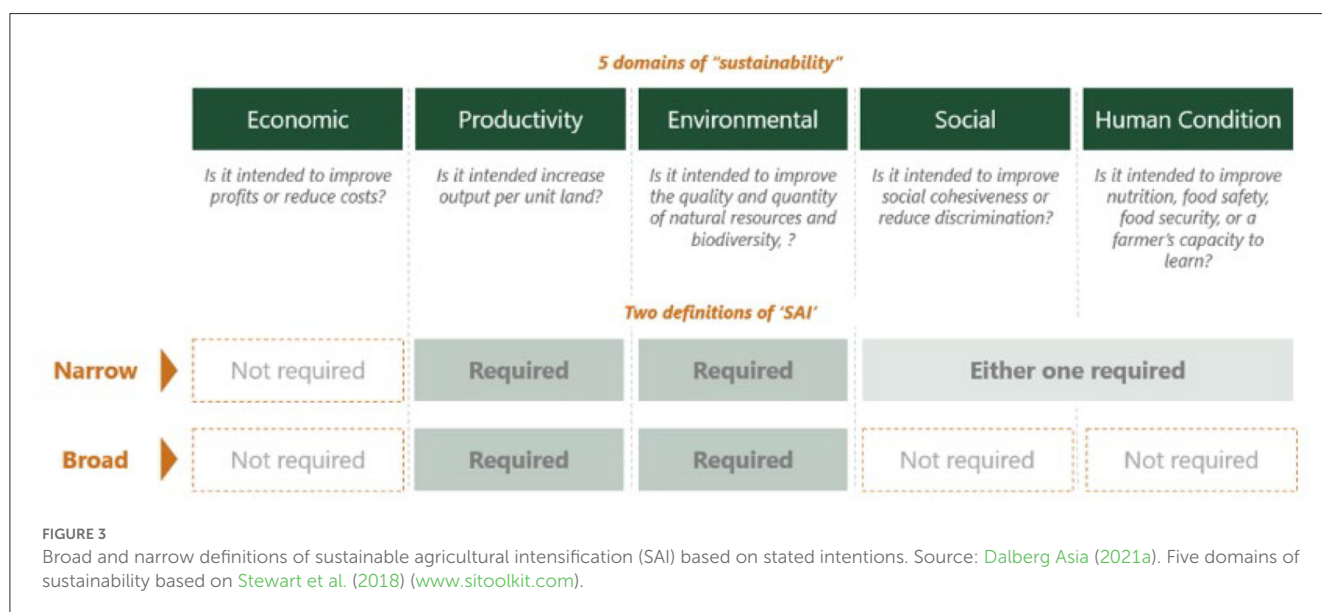 5 domains of “sustainability”
Economic
Productivity
Environmental
Social
Human Condition
Is it intended to improve
profits or reduce costs?
Is it intended increase
output per unit land?
Is it intended to improve
the quality and quantity
of natural resources and
biodiversity, ?
Is it intended to improve
social cohesiveness or
reduce discrimination?
Is it intended to improve
nutrition, food safety,
food security, or a
farmer’s capacity to
learn?
Two definitions of ‘SAI’
Narrow
Not required
Required
Required
Either one required
Broad
Not required
Required
Required
Not required
Not required
FIGURE 3
Broad and narrow definitions of sustainable agricultural intensification (SAI) based on stated intentions. Source: Dalberg Asia (2021a). Five domains of
sustainability based on Stewart et al. (2018) (www.sitoolkit.com).